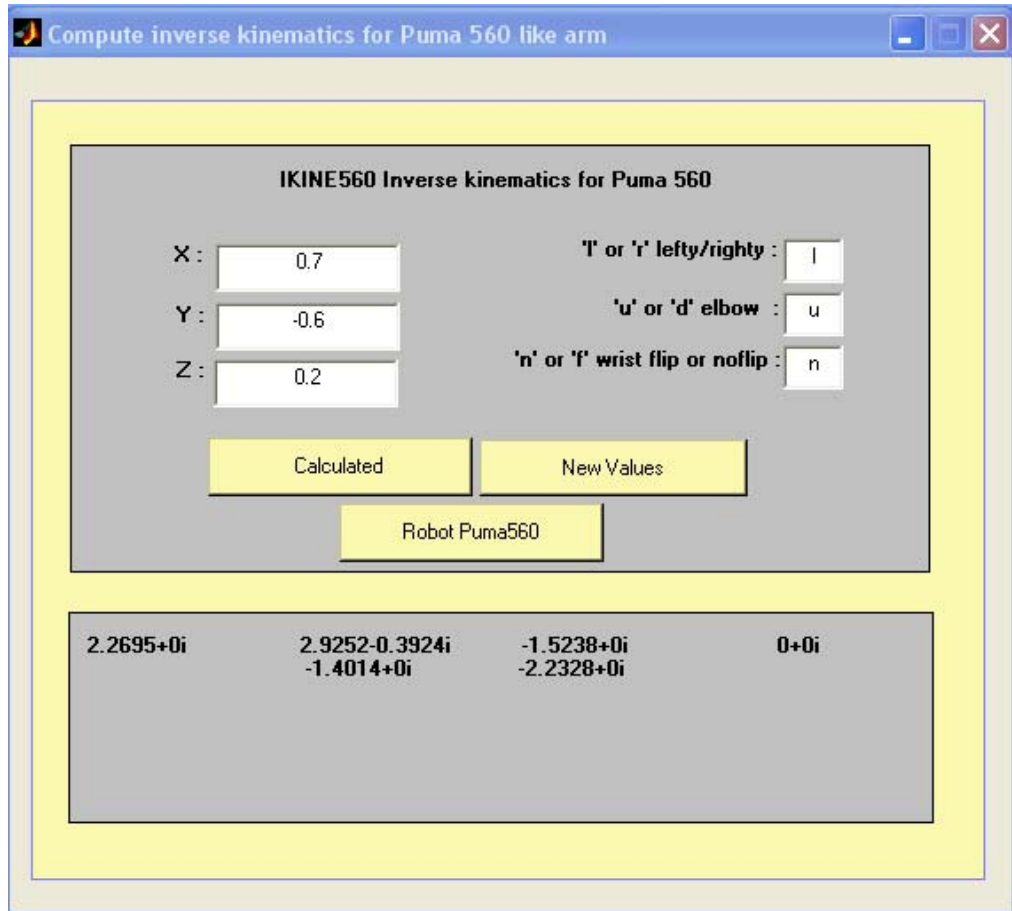 Compute inverse kinematics for Puma 560 like arm
IKINE560 Inverse kinematics for Puma 560
X : 0.7
'l' or 'r' lefty/righty : l
Y : -0.6
'u' or 'd' elbow : u
Z : 0.2
'n' or 'f' wrist flip or noflip : n
Calculated
New Values
Robot Puma560
2.2695+0i 2.9252-0.3924i -1.5238+0i 0+0i
-1.4014+0i -2.2328+0i